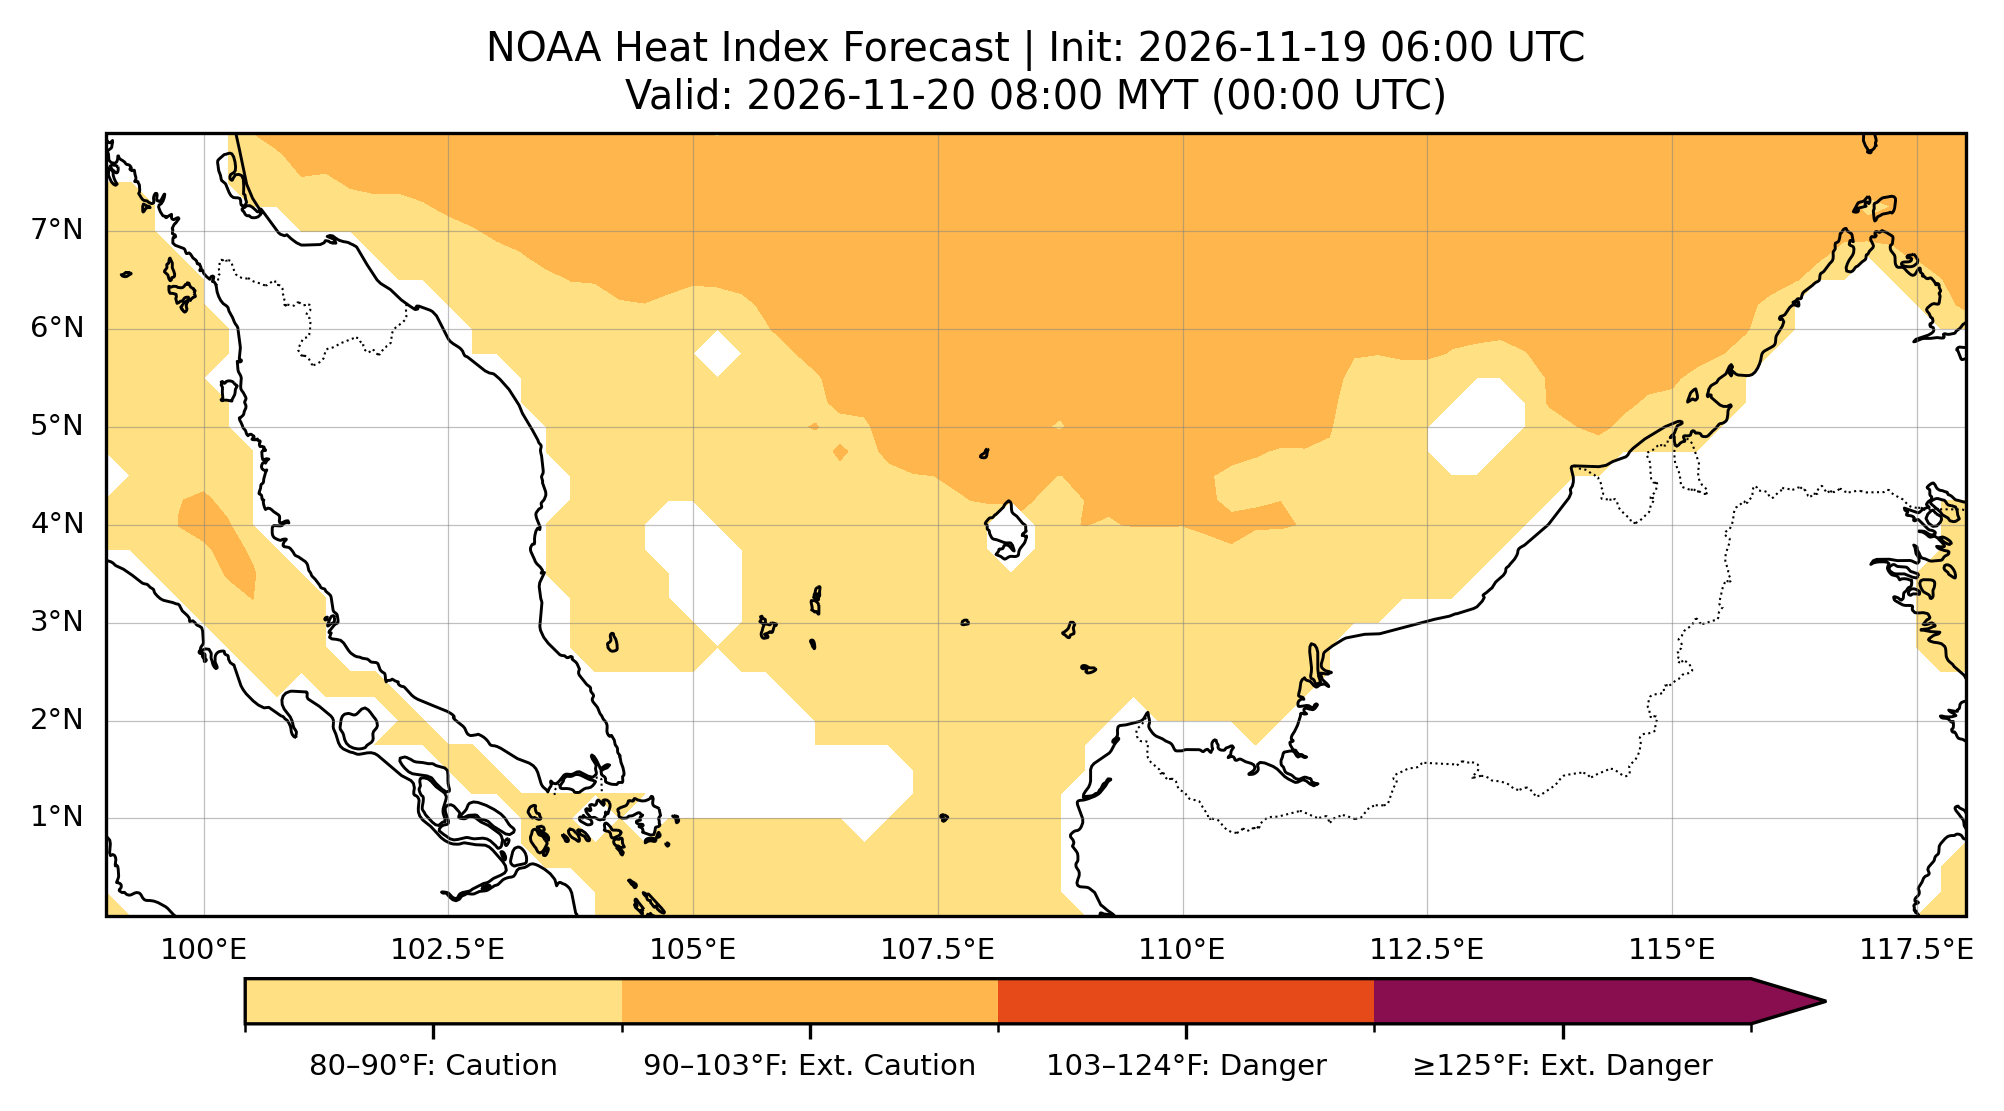 NOAA Heat Index Forecast | Init: 2026-11-19 06:00 UTC
Valid: 2026-11-20 08:00 MYT (00:00 UTC)
7°N
6°N
5°N
4°N
3°N
2°N
1°N
100°E 102.5°E 105°E 107.5°E 110°E 112.5°E 115°E 117.5°E
80–90°F: Caution 90–103°F: Ext. Caution 103–124°F: Danger ≥125°F: Ext. Danger